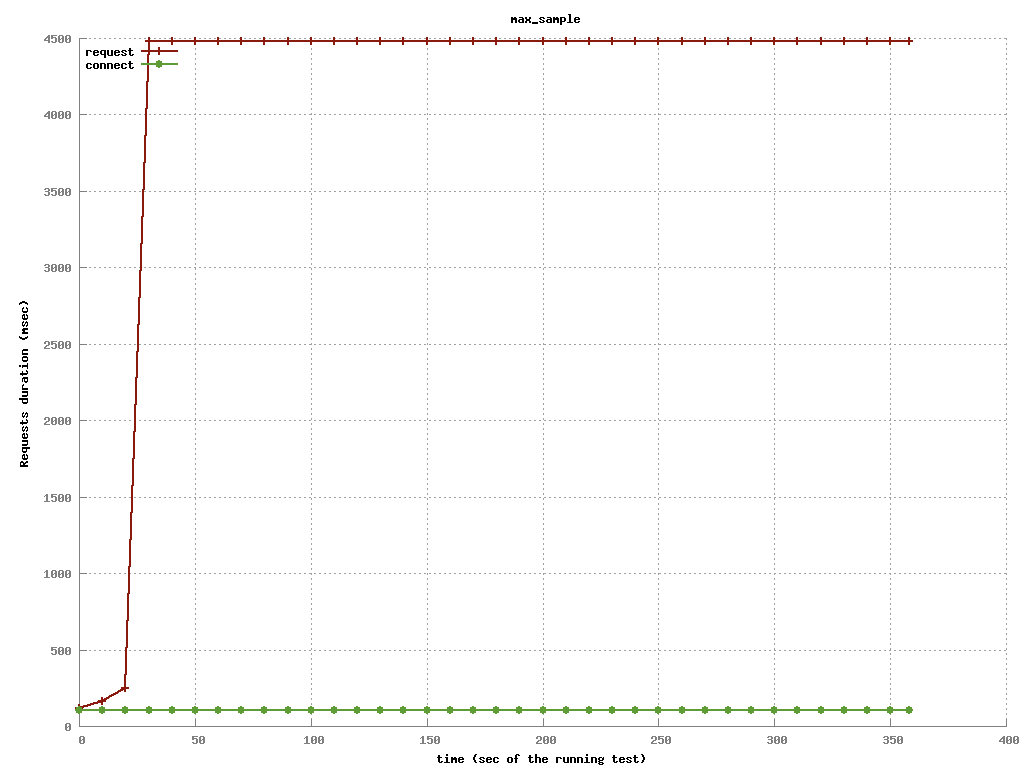 max_sample
request
connect
4500
4000
3500
3000
2500
2000
1500
1000
500
0
Requests duration (msec)
0 50 100 150 200 250 300 350 400
time (sec of the running test)